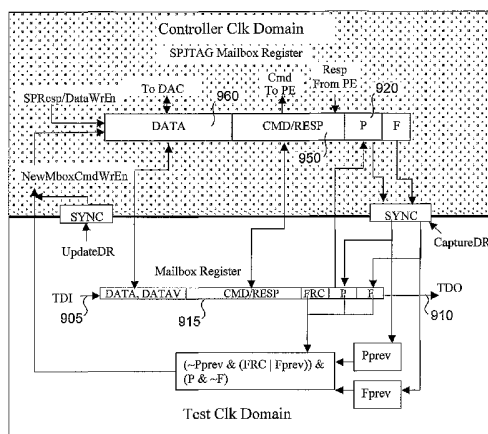 Controller Clk Domain
SPJTAG Mailbox Register
To DAC
960
Cmd
To PE
Resp
From PE
920
SPResp/DataWrEn
DATA
CMD/RESP
P
F
950
NewMboxCmdWrEn
SYNC
SYNC
UpdateDR
CaptureDR
Mailbox Register
TDI
DATA, DATAV
CMD/RESP
FRC
P
F
TDO
905
915
910
(~Pprev & (FRC | Fprev)) &
(P & ~F)
Pprev
Fprev
Test Clk Domain